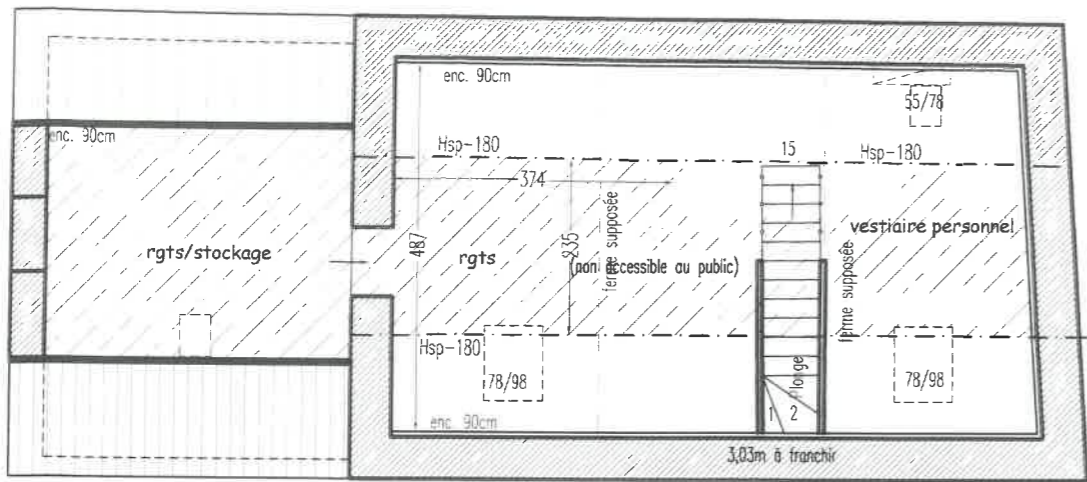 enc. 90cm
55/78
enc. 90cm
Hsp-180
15
Hsp-180
374
487
235
ferme supposée
vestiaire personnel
rgts/stockage
rgts
(non accessible au public)
ferme supposée
Hsp-180
78/98
plonge
78/98
1
2
enc. 90cm
3,03m à franchir